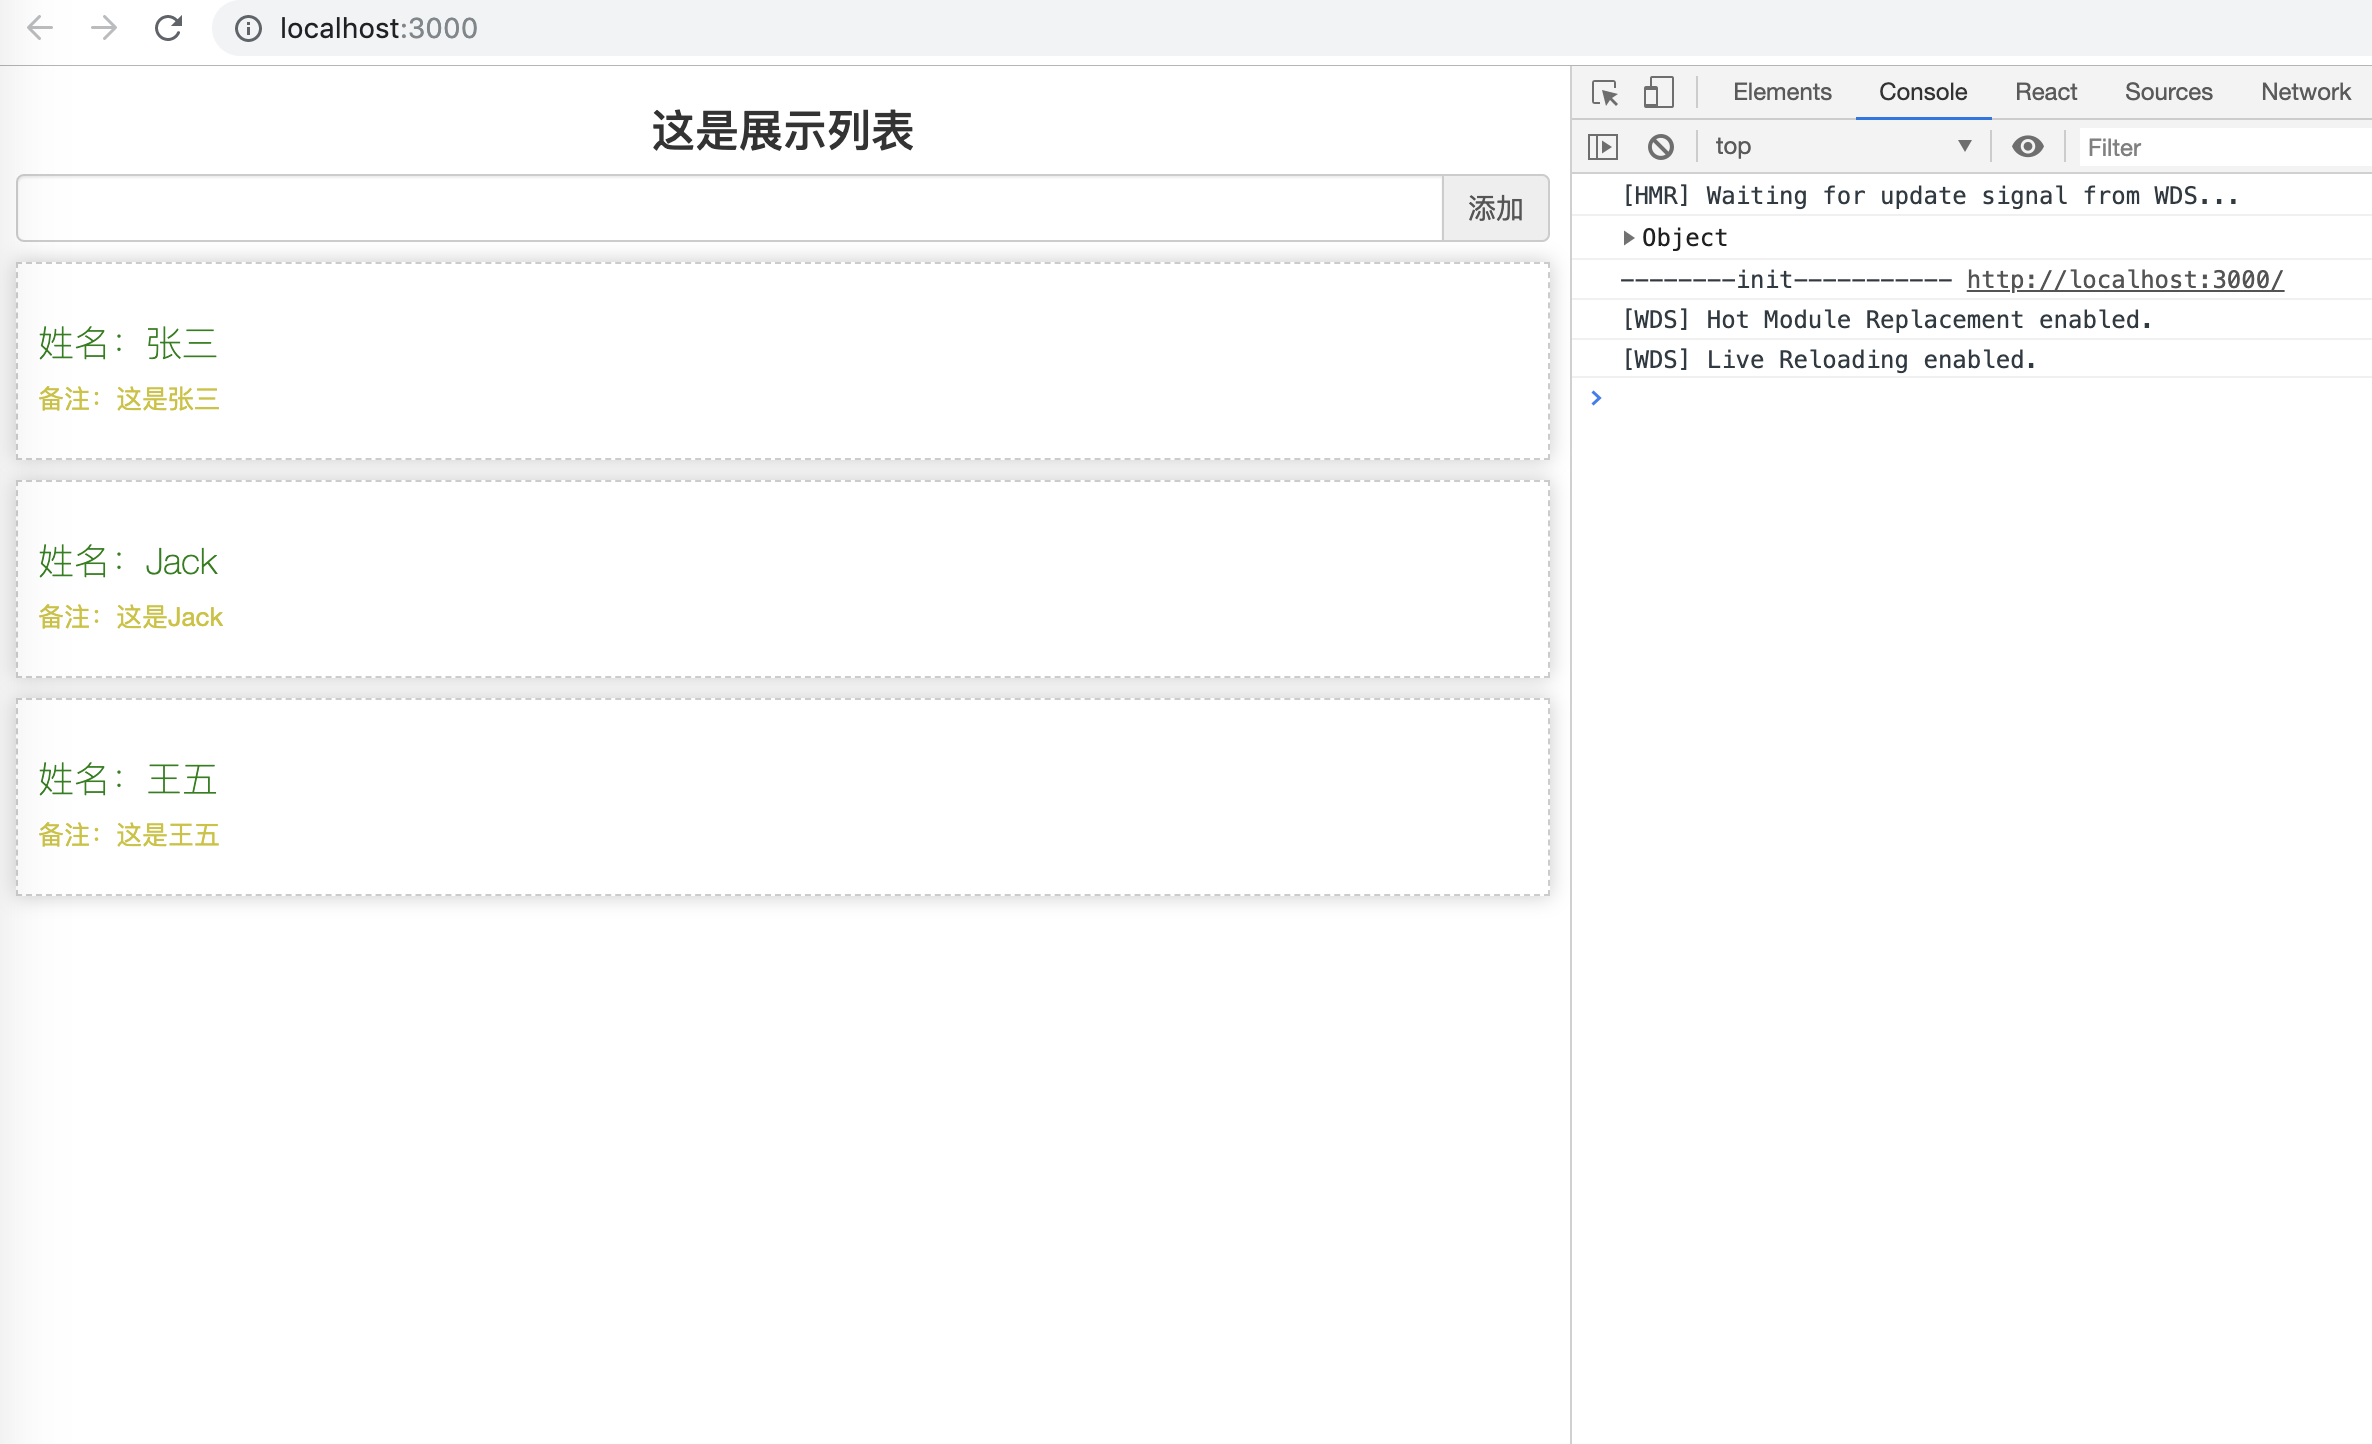 localhost:3000
这是展示列表
添加
姓名：张三
备注：这是张三
姓名：Jack
备注：这是Jack
姓名：王五
备注：这是王五
Elements Console React Sources Network
top Filter
[HMR] Waiting for update signal from WDS...
Object
--------init----------- http://localhost:3000/
[WDS] Hot Module Replacement enabled.
[WDS] Live Reloading enabled.